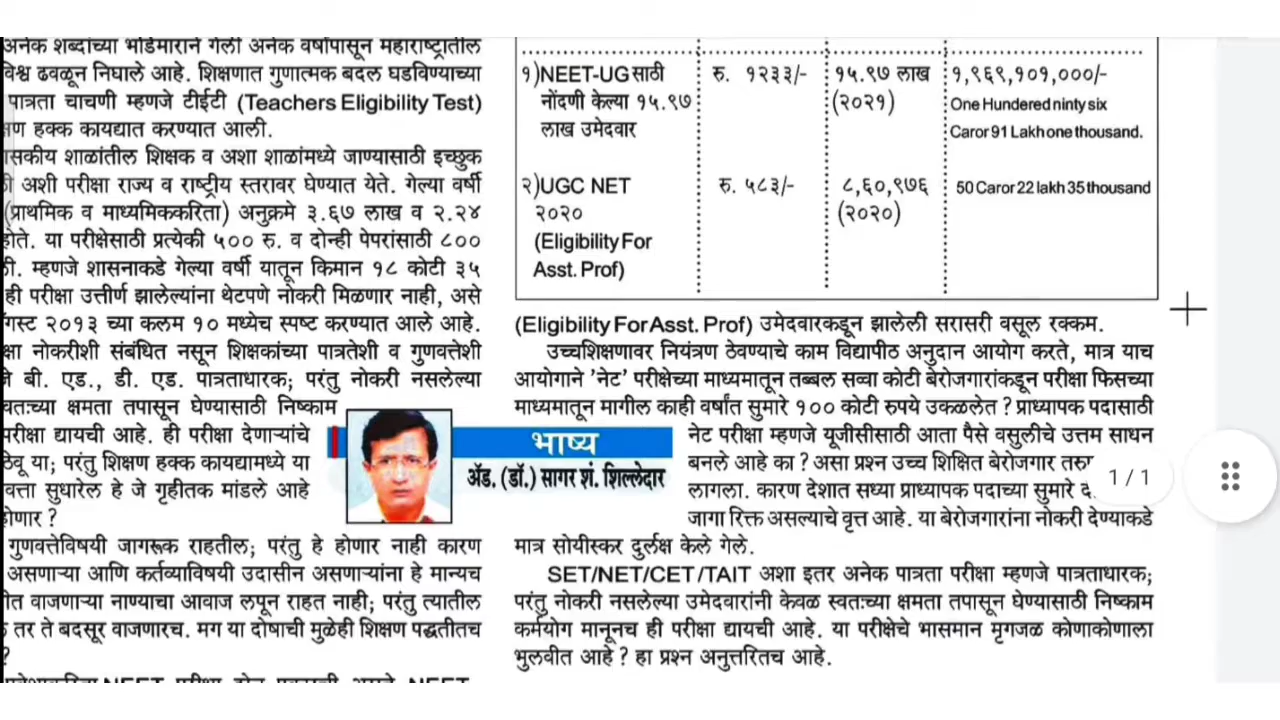 अनेक शब्दांच्या भडिमाराने गेली अनेक वर्षापासून महाराष्ट्रातील
विश्व ढवळून निघाले आहे. शिक्षणात गुणात्मक बदल घडविण्याच्या
पात्रता चाचणी म्हणजे टीईटी (Teachers Eligibility Test)
क्षण हक्क कायद्यात करण्यात आली.
सकीय शाळांतील शिक्षक व अशा शाळांमध्ये जाण्यासाठी इच्छुक
ी अशी परीक्षा राज्य व राष्ट्रीय स्तरावर घेण्यात येते. गेल्या वर्षी
(प्राथमिक व माध्यमिककरिता) अनुक्रमे ३.६७ लाख व २.२४
होते. या परीक्षेसाठी प्रत्येकी ५०० रु. व दोन्ही पेपरांसाठी ८००
ी. म्हणजे शासनाकडे गेल्या वर्षी यातून किमान १८ कोटी ३५
ही परीक्षा उत्तीर्ण झालेल्यांना थेटपणे नोकरी मिळणार नाही, असे
गस्ट २०१३ च्या कलम १० मध्येच स्पष्ट करण्यात आले आहे.
क्षा नोकरीशी संबंधित नसून शिक्षकांच्या पात्रतेशी व गुणवत्तेशी
बी. एड., डी. एड. पात्रताधारक; परंतु नोकरी नसलेल्या
वतःच्या क्षमता तपासून घेण्यासाठी निष्काम
परीक्षा द्यायची आहे. ही परीक्षा देणाऱ्यांचे
ठेवू या; परंतु शिक्षण हक्क कायद्यामध्ये या
वत्ता सुधारेल हे जे गृहीतक मांडले आहे
होणार ?
गुणवत्तेविषयी जागरूक राहतील; परंतु हे होणार नाही कारण
असणाऱ्या आणि कर्तव्याविषयी उदासीन असणाऱ्यांना हे मान्यच
ीत वाजणाऱ्या नाण्याचा आवाज लपून राहत नाही; परंतु त्यातील
तर ते बदसूर वाजणारच. मग या दोषाची मुळेही शिक्षण पद्धतीतच
?
भाष्य
अ‍ॅड. (डॉ.) सागर शं. शिल्लेदार
१)NEET-UGसाठी रु. १२३३/- १५.९७ लाख १,९६९,१०१,०००/-
नोंदणी केल्या १५.९७ (२०२१) One Hundered ninty six
लाख उमेदवार Caror 91 Lakh one thousand.
२)UGC NET रु. ५८३/- ८,६०,९७६ 50 Caror 22 lakh 35 thousand
२०२० (२०२०)
(Eligibility For
Asst. Prof)
(Eligibility For Asst. Prof) उमेदवारकडून झालेली सरासरी वसूल रक्कम.
उच्चशिक्षणावर नियंत्रण ठेवण्याचे काम विद्यापीठ अनुदान आयोग करते, मात्र याच
आयोगाने 'नेट' परीक्षेच्या माध्यमातून तब्बल सव्वा कोटी बेरोजगारांकडून परीक्षा फिसच्या
माध्यमातून मागील काही वर्षांत सुमारे १०० कोटी रुपये उकळलेत ? प्राध्यापक पदासाठी
नेट परीक्षा म्हणजे यूजीसीसाठी आता पैसे वसुलीचे उत्तम साधन
बनले आहे का ? असा प्रश्न उच्च शिक्षित बेरोजगार तरु
लागला. कारण देशात सध्या प्राध्यापक पदाच्या सुमारे
जागा रिक्त असल्याचे वृत्त आहे. या बेरोजगारांना नोकरी देण्याकडे
मात्र सोयीस्कर दुर्लक्ष केले गेले.
SET/NET/CET/TAIT अशा इतर अनेक पात्रता परीक्षा म्हणजे पात्रताधारक;
परंतु नोकरी नसलेल्या उमेदवारांनी केवळ स्वतःच्या क्षमता तपासून घेण्यासाठी निष्काम
कर्मयोग मानूनच ही परीक्षा द्यायची आहे. या परीक्षेचे भासमान मृगजळ कोणाकोणाला
भुलवीत आहे ? हा प्रश्न अनुत्तरितच आहे.
1 / 1